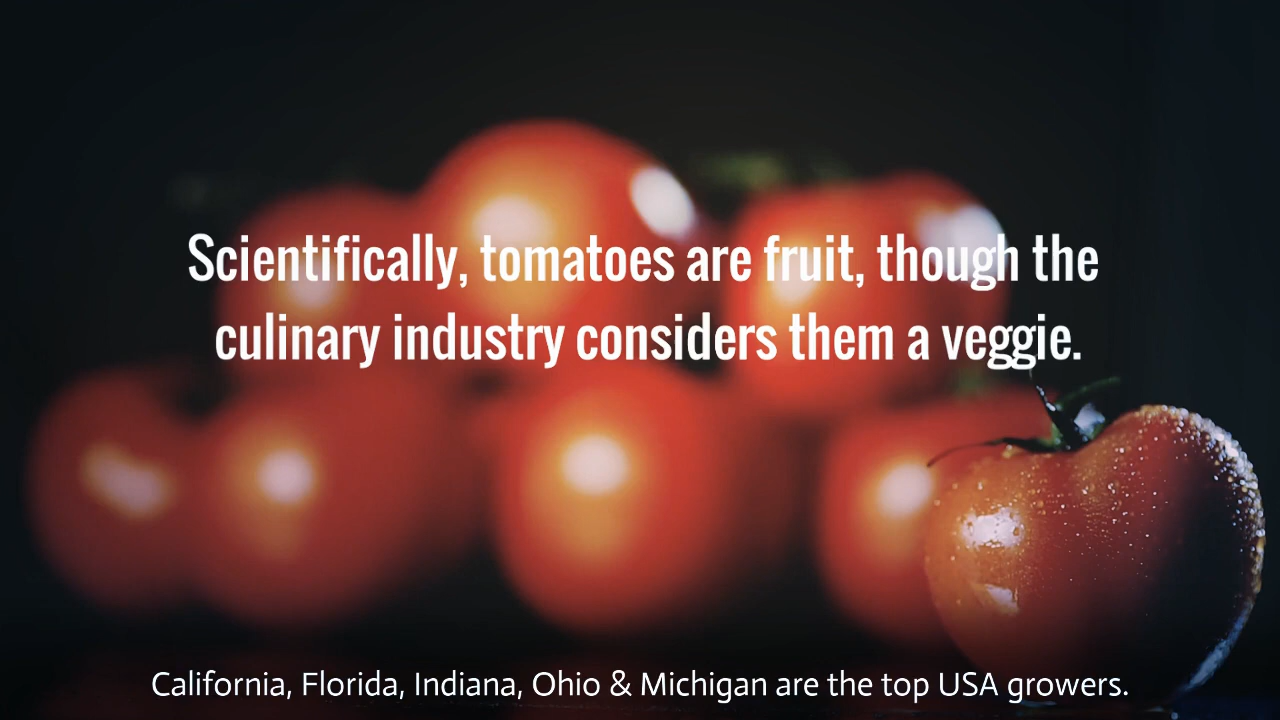 Scientifically, tomatoes are fruit, though the
culinary industry considers them a veggie.
California, Florida, Indiana, Ohio & Michigan are the top USA growers.